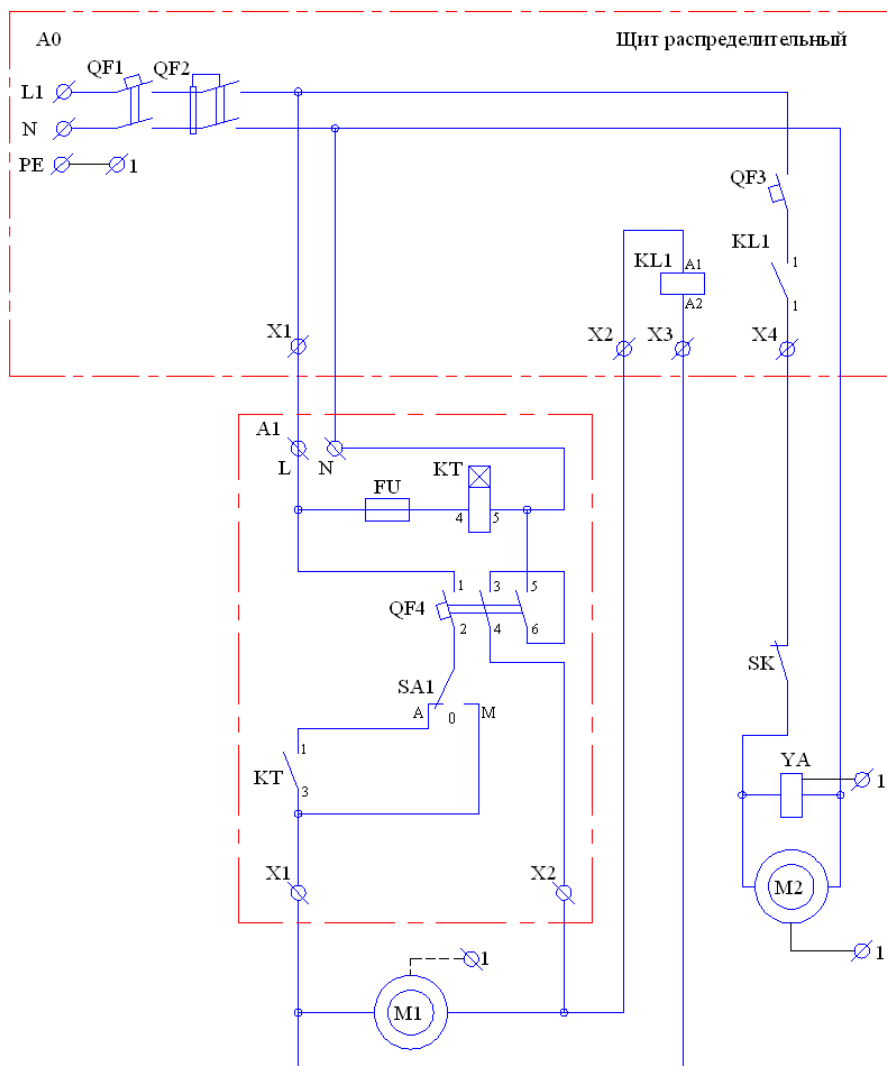 A0 Щит распределительный
QF1 QF2
L1
N
PE 1
QF3
KL1 KL1
A1 1
A2 1
X1 X2 X3 X4
A1
L N KT
FU
4 5
1 3 5
QF4
2 4 6
SK
SA1
A 0 M
1 YA
KT 1
3
X1 X2 M2
1 1
M1